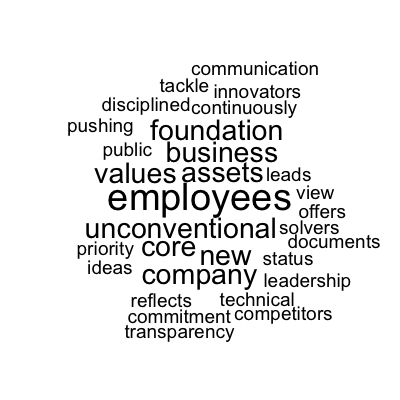 communication
tackle innovators
disciplined continuously
pushing foundation
public business
values assets leads
employees view
offers
unconventional solvers
documents
priority core new status
ideas company leadership
reflects technical
commitment competitors
transparency